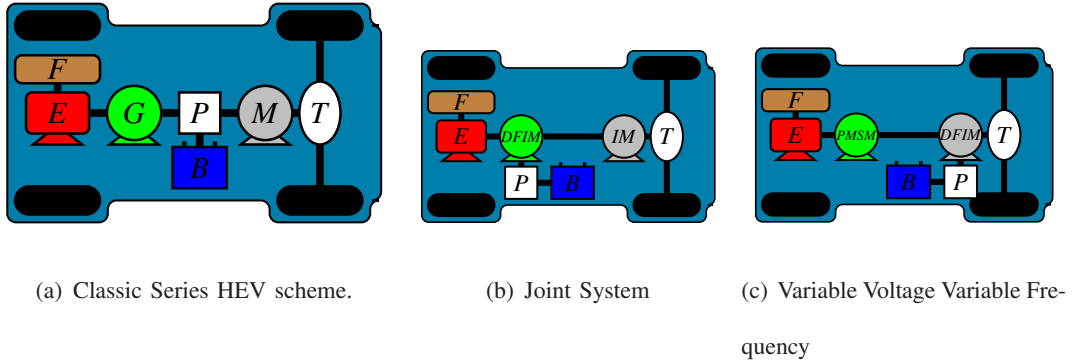 F
E
G
P
M
T
B
F
E
DFIM
IM
T
P
B
F
E
PMSM
DFIM
T
B
P
(a) Classic Series HEV scheme.
(b) Joint System
(c) Variable Voltage Variable Fre-
quency